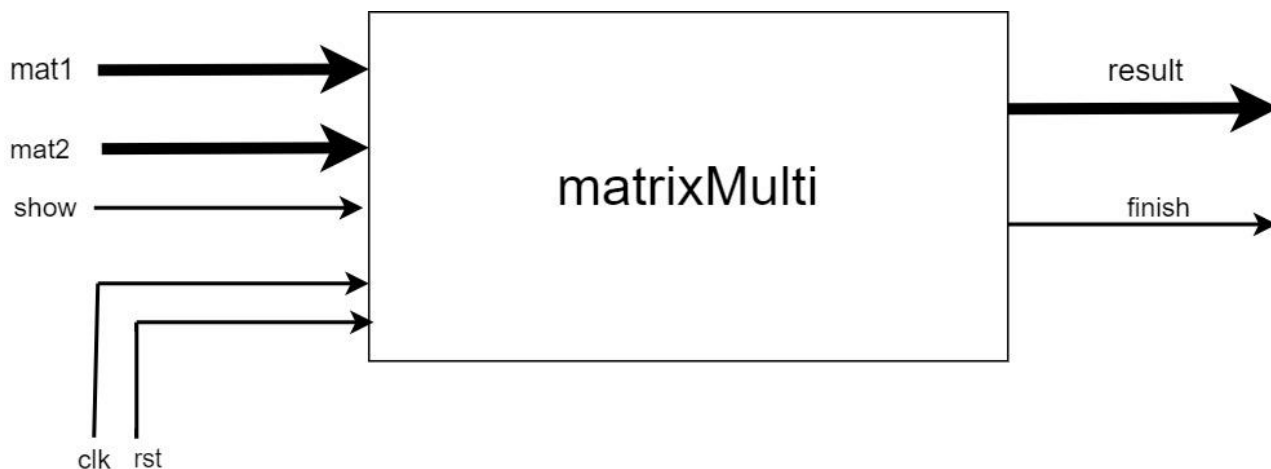 mat1
mat2
show
clk
rst
matrixMulti
result
finish